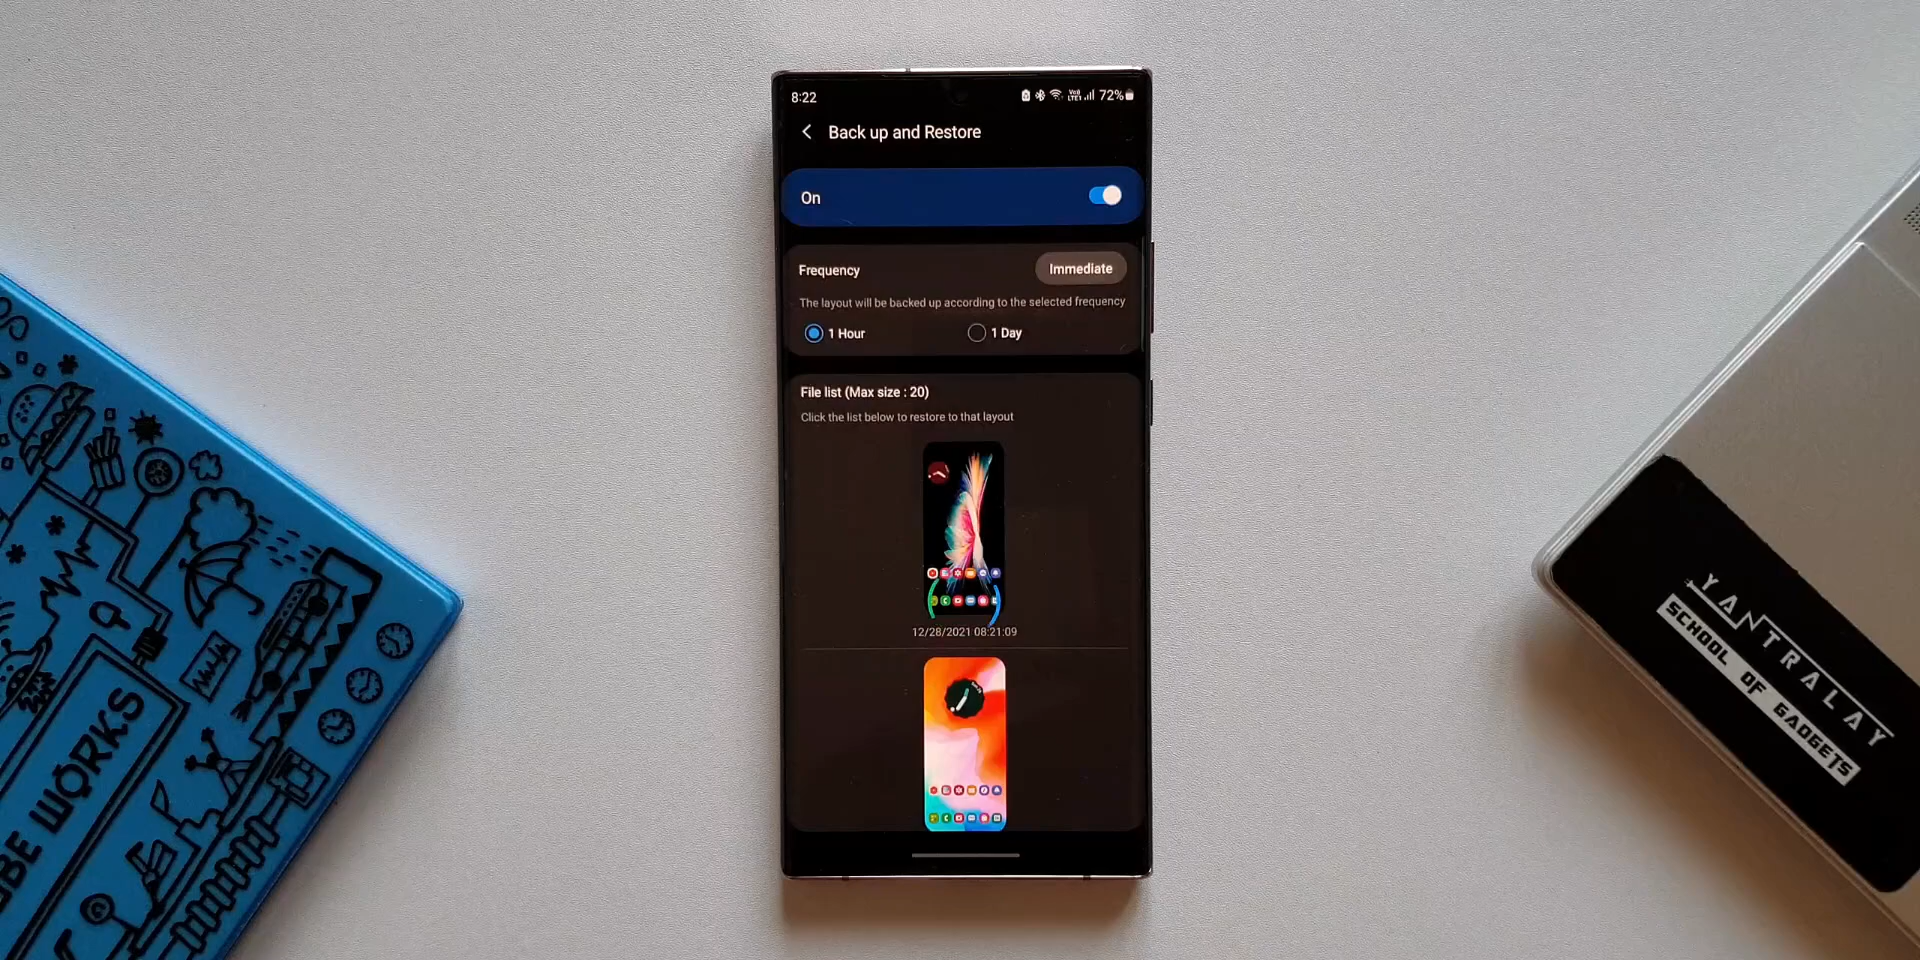 8:22
VoI)
LTE1
72%
Back up and Restore
On
Frequency
Immediate
The layout will be backed up according to the selected frequency
1 Hour
1 Day
File list (Max size : 20)
Click the list below to restore to that layout
12/28/2021 08:21:09
WORKS
YANTRALAY
SCHOOL OF GADGETS